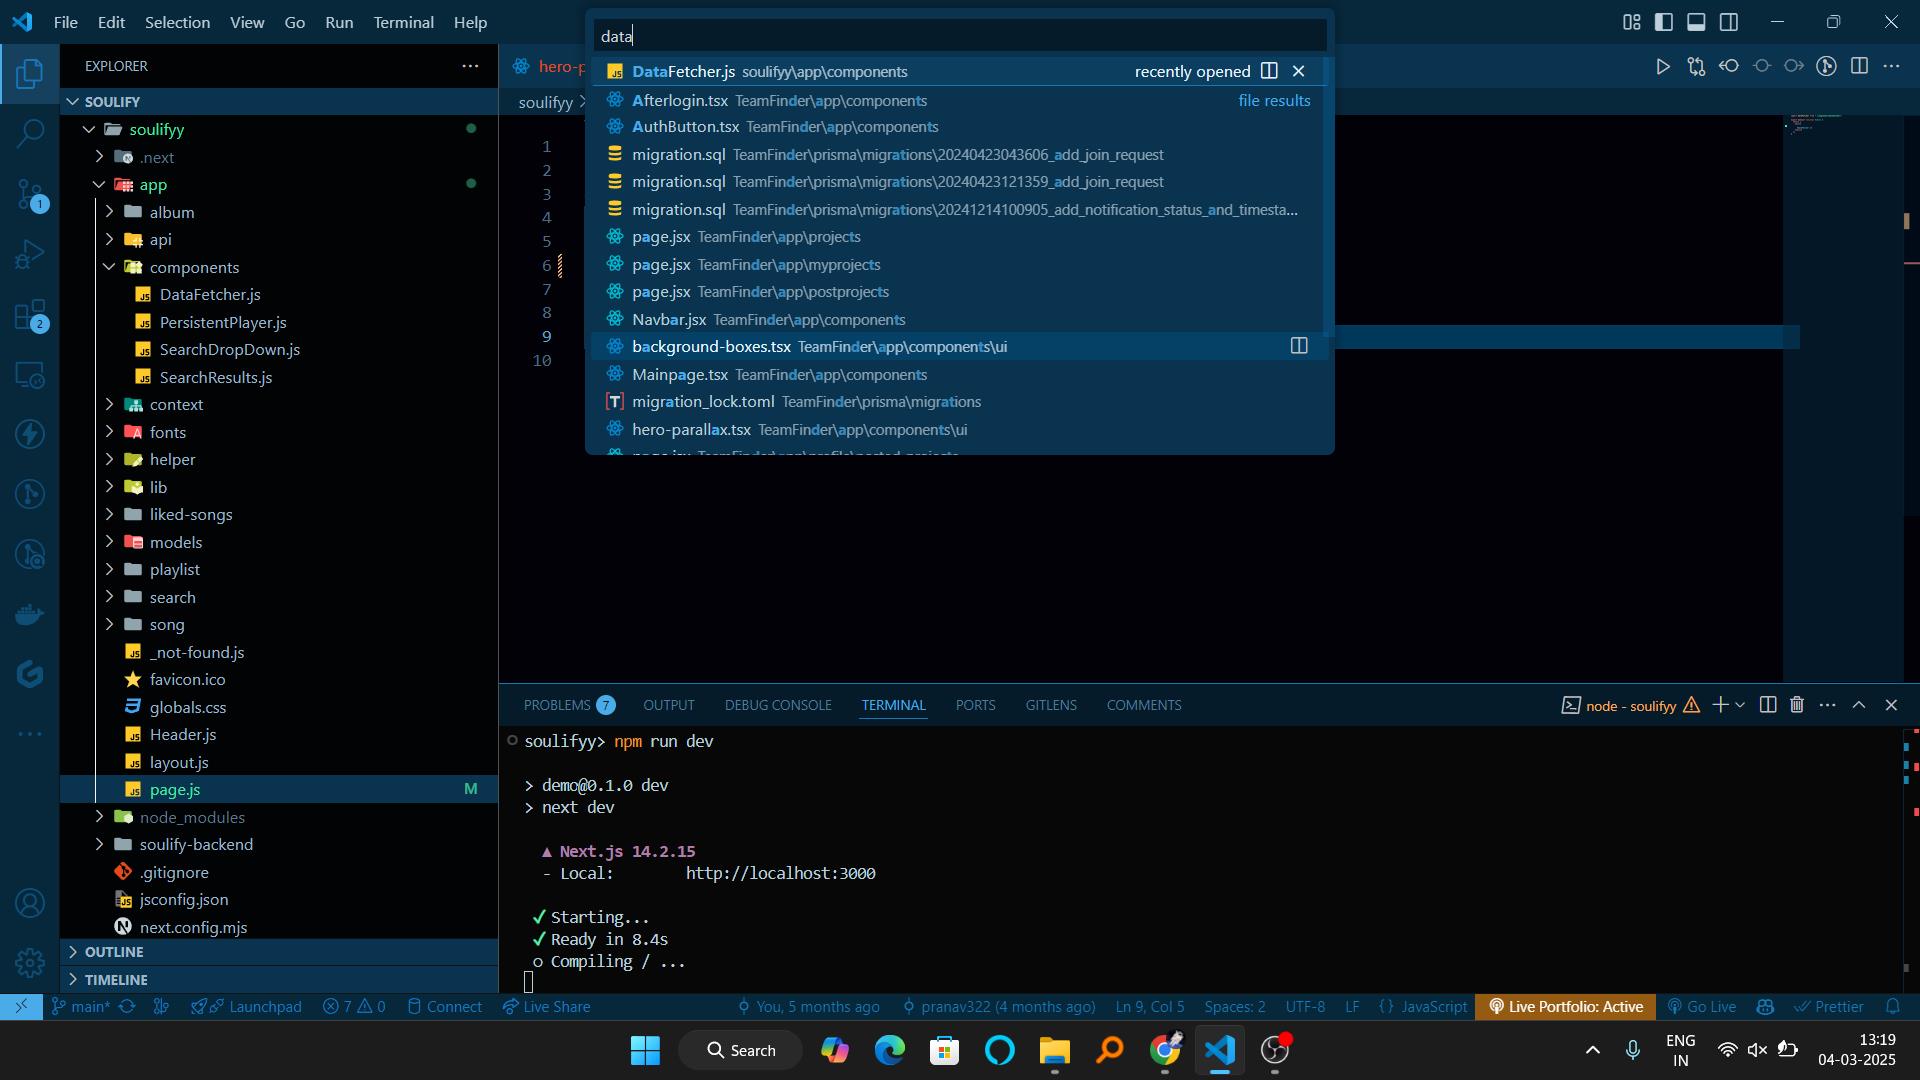 File Edit Selection View Go Run Terminal Help
data
EXPLORER
SOULIFY
soulifyy
.next
app
album
api
components
DataFetcher.js
PersistentPlayer.js
SearchDropDown.js
SearchResults.js
context
fonts
helper
lib
liked-songs
models
playlist
search
song
_not-found.js
favicon.ico
globals.css
Header.js
layout.js
page.js M
node_modules
soulify-backend
.gitignore
jsconfig.json
next.config.mjs
OUTLINE
TIMELINE
1
2
hero-p
soulifyy
DataFetcher.js soulifyy\app\components recently opened
Afterlogin.tsx TeamFinder\app\components file results
AuthButton.tsx TeamFinder\app\components
migration.sql TeamFinder\prisma\migrations\20240423043606_add_join_request
migration.sql TeamFinder\prisma\migrations\20240423121359_add_join_request
migration.sql TeamFinder\prisma\migrations\20241214100905_add_notification_status_and_timesta...
page.jsx TeamFinder\app\projects
page.jsx TeamFinder\app\myprojects
page.jsx TeamFinder\app\postprojects
Navbar.jsx TeamFinder\app\components
background-boxes.tsx TeamFinder\app\components\ui
Mainpage.tsx TeamFinder\app\components
migration_lock.toml TeamFinder\prisma\migrations
hero-parallax.tsx TeamFinder\app\components\ui
1
2
3
4
5
6
7
8
9
10
PROBLEMS 7 OUTPUT DEBUG CONSOLE TERMINAL PORTS GITLENS COMMENTS
node - soulifyy
soulifyy> npm run dev
> demo@0.1.0 dev
> next dev
▲ Next.js 14.2.15
- Local: http://localhost:3000
✓ Starting...
✓ Ready in 8.4s
○ Compiling / ...
main* Launchpad 7 0 Connect Live Share You, 5 months ago pranav322 (4 months ago) Ln 9, Col 5 Spaces: 2 UTF-8 LF {} JavaScript Live Portfolio: Active Go Live Prettier
Search
ENG
IN
13:19
04-03-2025